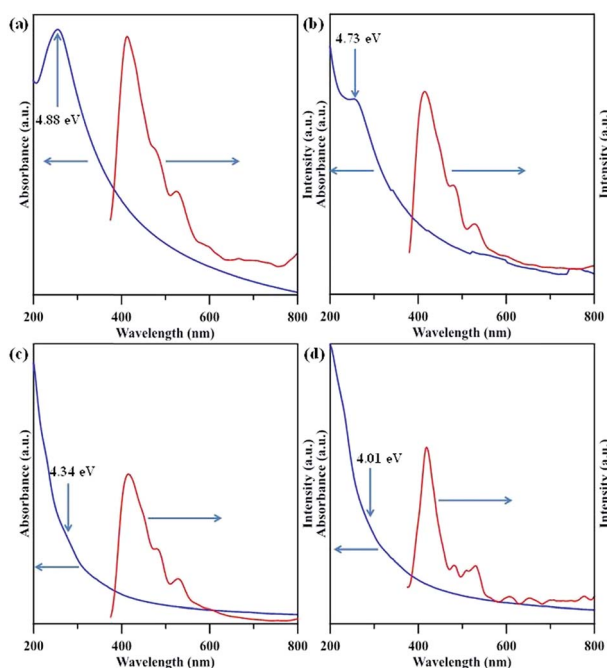 (a)
4.88 eV
Absorbance (a.u.)
Intensity (a.u.)
200 400 600 800
Wavelength (nm)
(b)
4.73 eV
Absorbance (a.u.)
Intensity (a.u.)
200 400 600 800
Wavelength (nm)
(c)
4.34 eV
Absorbance (a.u.)
Intensity (a.u.)
200 400 600 800
Wavelength (nm)
(d)
4.01 eV
Absorbance (a.u.)
Intensity (a.u.)
200 400 600 800
Wavelength (nm)